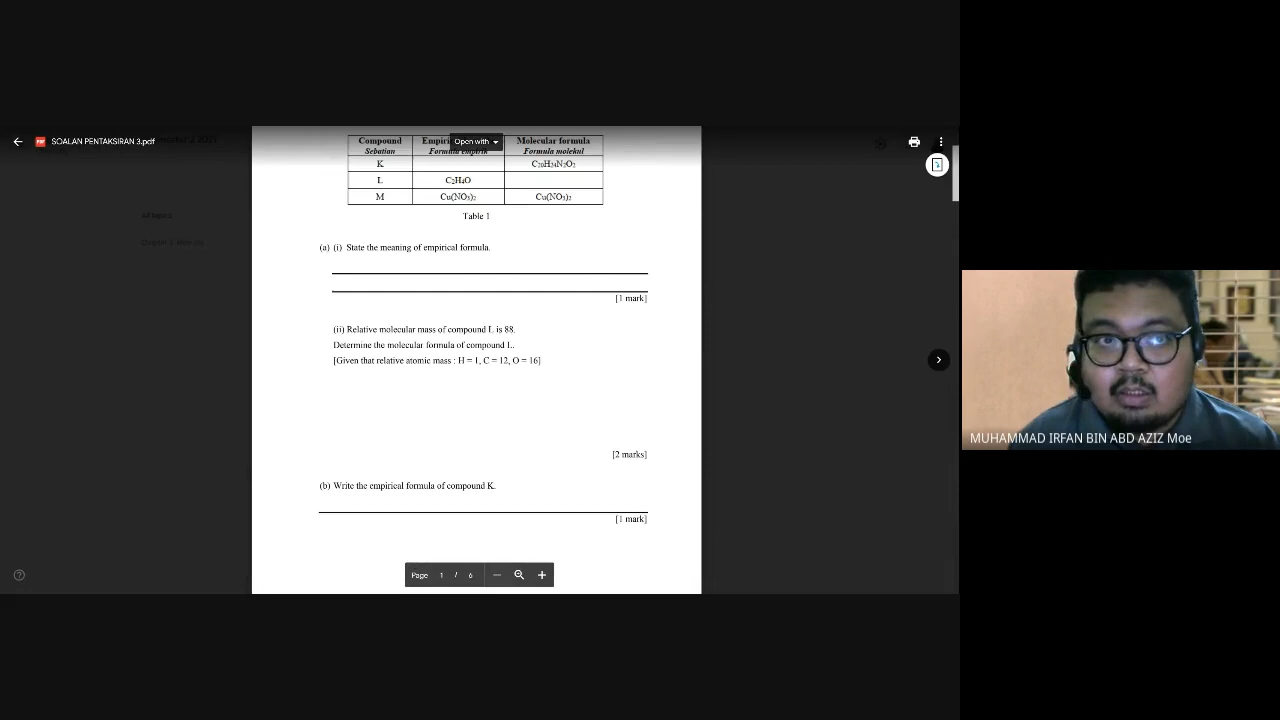 SOALAN PENTAKSIRAN 3.pdf
Open with
Compound Molecular formula
Sebatian Formula empirik Formula molekul
K C₂₀H₂₄N₂O₂
L C₂H₄O
M Cu(NO₃)₂ Cu(NO₃)₂
Table 1
(a) (i) State the meaning of empirical formula.
[1 mark]
(ii) Relative molecular mass of compound L is 88.
Determine the molecular formula of compound L.
[Given that relative atomic mass : H = 1, C = 12, O = 16]
[2 marks]
(b) Write the empirical formula of compound K.
[1 mark]
Page 1 / 6
MUHAMMAD IRFAN BIN ABD AZIZ Moe